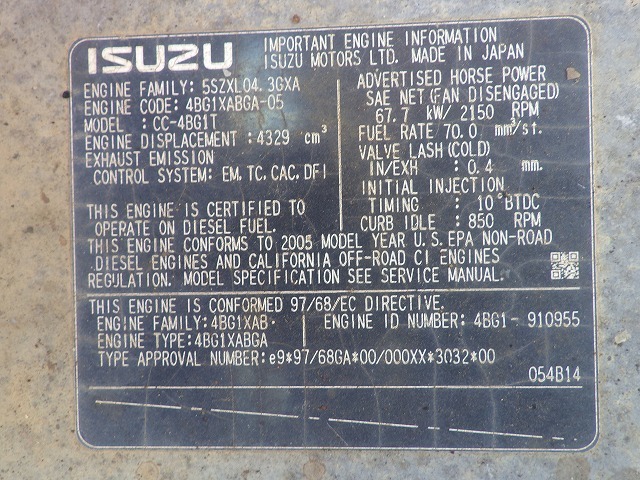 ISUZU
IMPORTANT ENGINE INFORMATION
ISUZU MOTORS LTD. MADE IN JAPAN
ENGINE FAMILY: 5SZXL04.3GXA
ENGINE CODE: 4BG1XABGA-05
MODEL : CC-4BG1T
ENGINE DISPLACEMENT: 4329 cm³
EXHAUST EMISSION
CONTROL SYSTEM: EM, TC, CAC, DFI
THIS ENGINE IS CERTIFIED TO
OPERATE ON DIESEL FUEL.
ADVERTISED HORSE POWER
SAE NET (FAN DISENGAGED)
67.7 kW/ 2150 RPM
FUEL RATE 70.0 mm³/st.
VALVE LASH (COLD)
IN/EXH : 0.4 mm.
INITIAL INJECTION
TIMING : 10° BTDC
CURB IDLE : 850 RPM
THIS ENGINE CONFORMS TO 2005 MODEL YEAR U.S. EPA NON-ROAD
DIESEL ENGINES AND CALIFORNIA OFF-ROAD CI ENGINES
REGULATION. MODEL SPECIFICATION SEE SERVICE MANUAL.
THIS ENGINE IS CONFORMED 97/68/EC DIRECTIVE.
ENGINE FAMILY: 4BG1XAB· ENGINE ID NUMBER: 4BG1- 910955
ENGINE TYPE: 4BG1XABGA
TYPE APPROVAL NUMBER: e9*97/68GA*00/000XX*3032*00
054B14